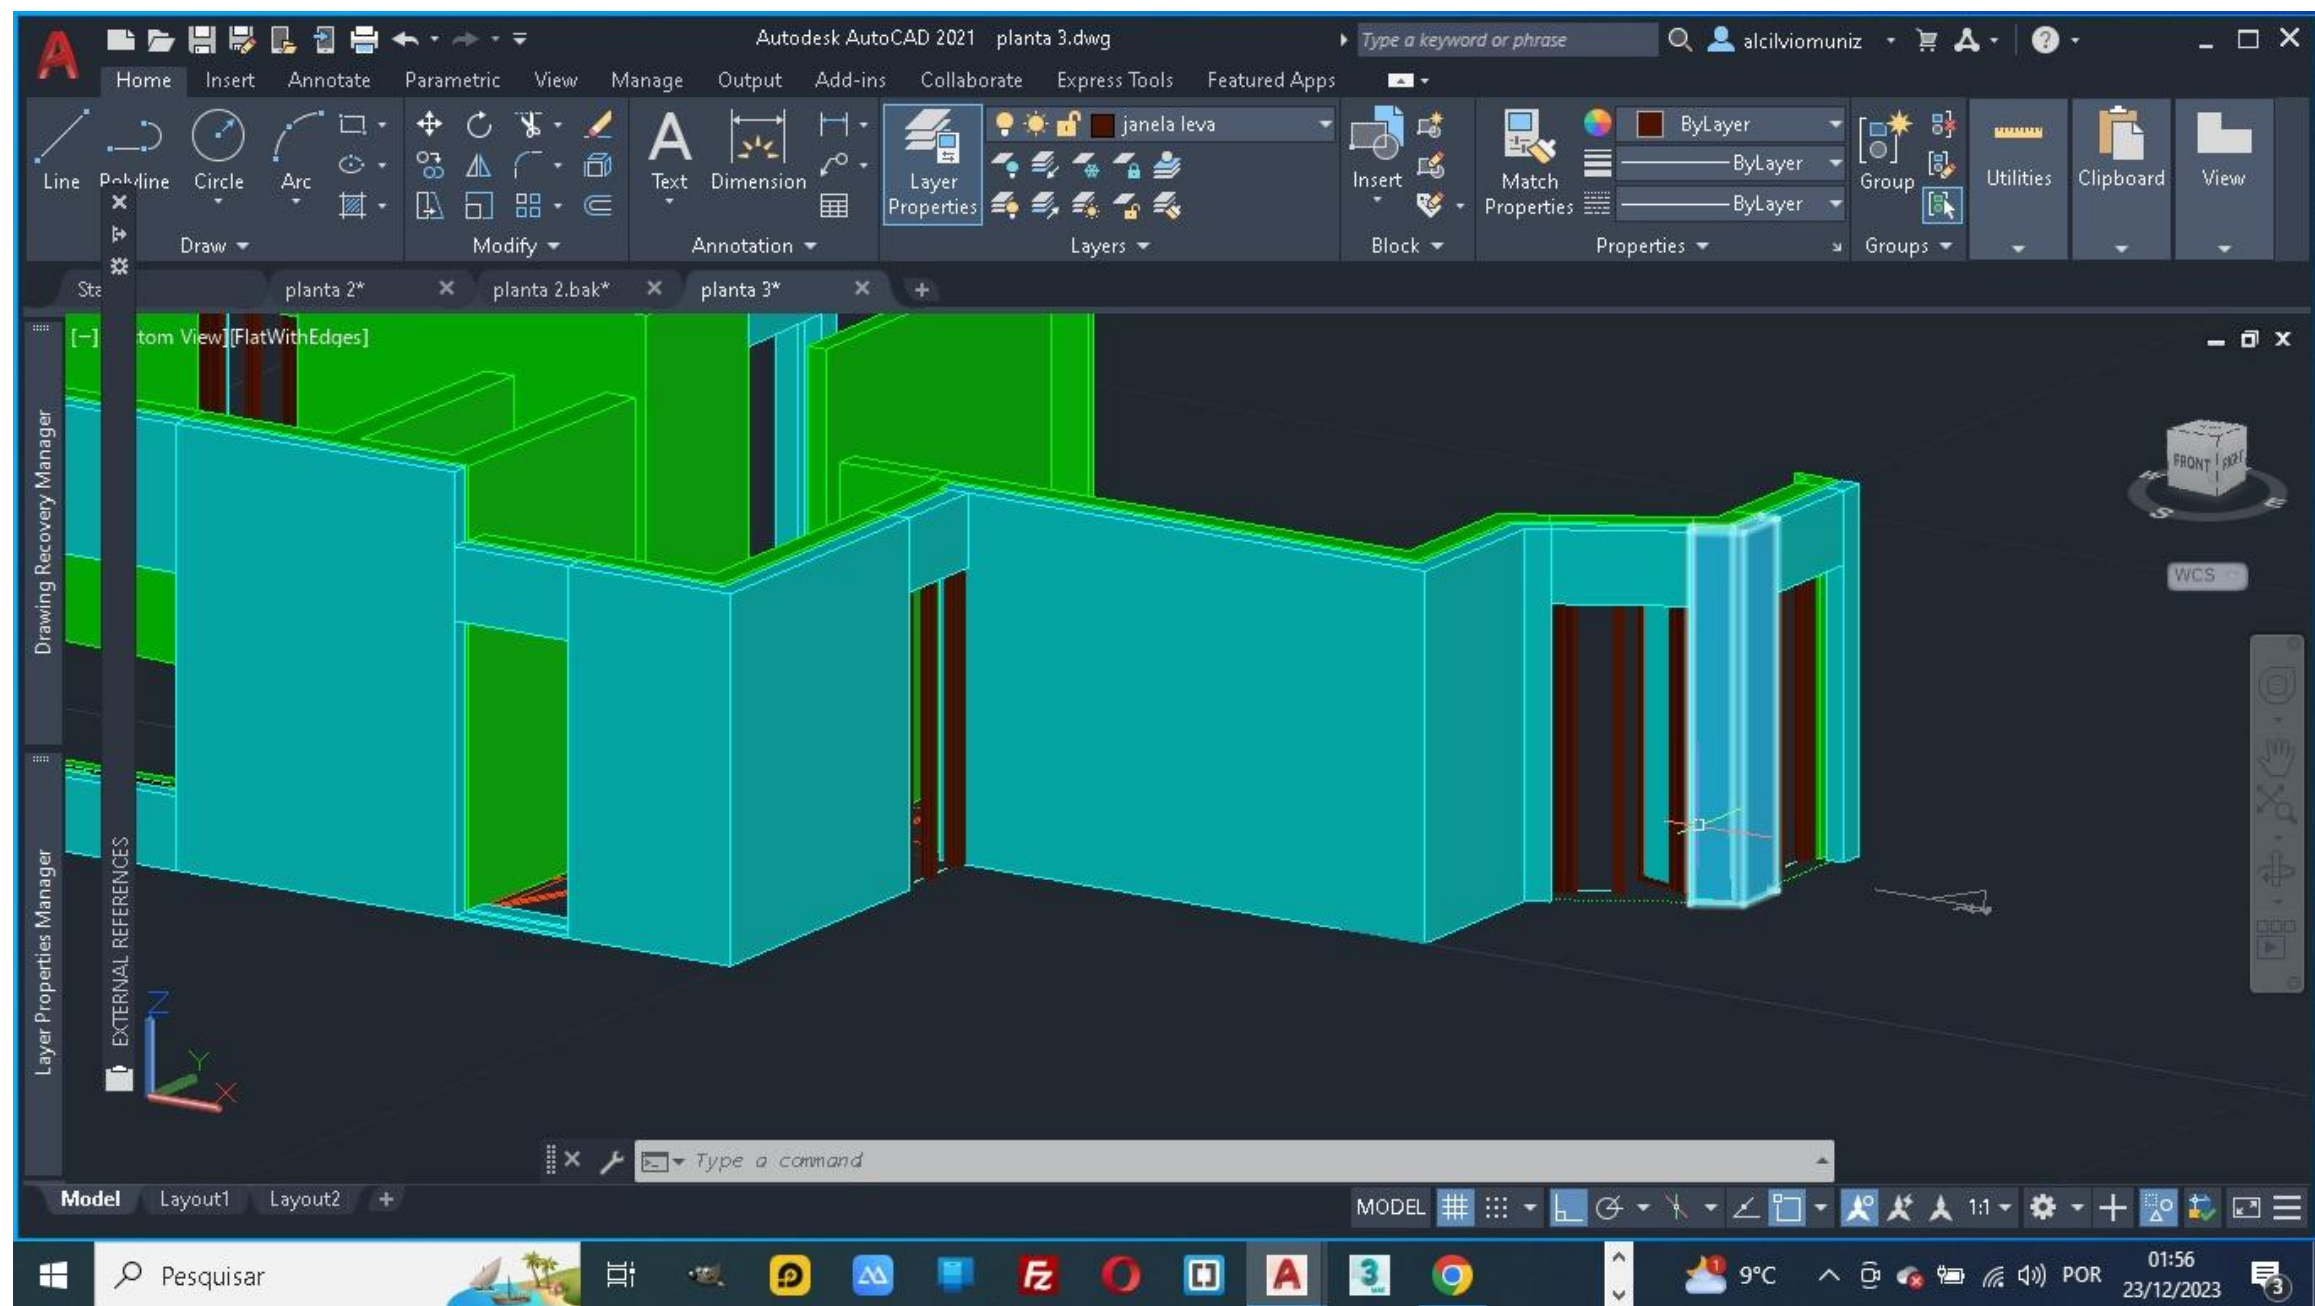 Autodesk AutoCAD 2021 planta 3.dwg
Type a keyword or phrase
alcilviomuniz
Home Insert Annotate Parametric View Manage Output Add-ins Collaborate Express Tools Featured Apps
janela leva
ByLayer
ByLayer
ByLayer
Line Polyline Circle Arc
Text Dimension
Layer
Properties
Insert
Match
Properties
Group
Utilities
Clipboard
View
Draw
Modify
Annotation
Layers
Block
Properties
Groups
Sta
planta 2*
planta 2.bak*
planta 3*
[−] tom View][FlatWithEdges]
Drawing Recovery Manager
Layer Properties Manager
EXTERNAL REFERENCES
FRONT
RIGHT
S
E
WCS
Z
Y
X
Type a command
Model Layout1 Layout2
MODEL
1:1
Pesquisar
9°C
POR
01:56
23/12/2023
3